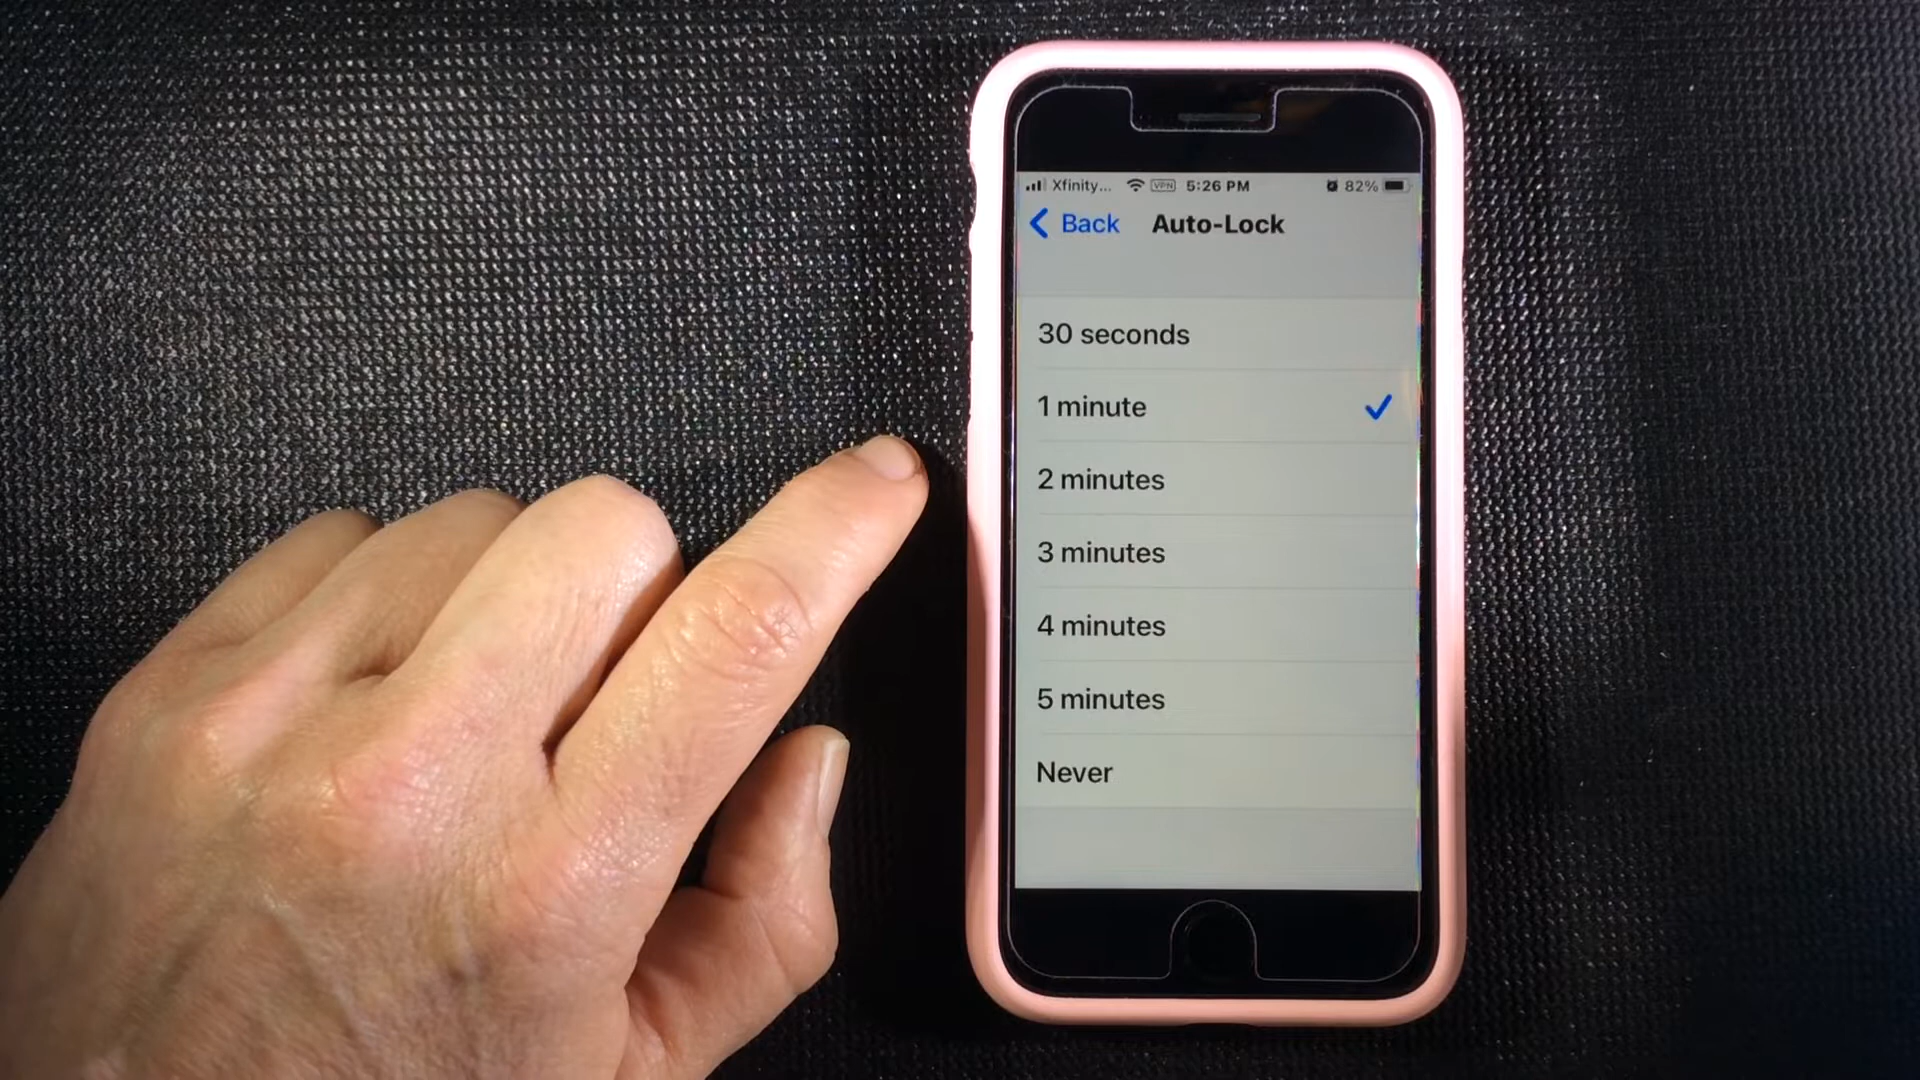 Xfinity... VPN 5:26 PM 82%
Back Auto-Lock
30 seconds
1 minute
2 minutes
3 minutes
4 minutes
5 minutes
Never